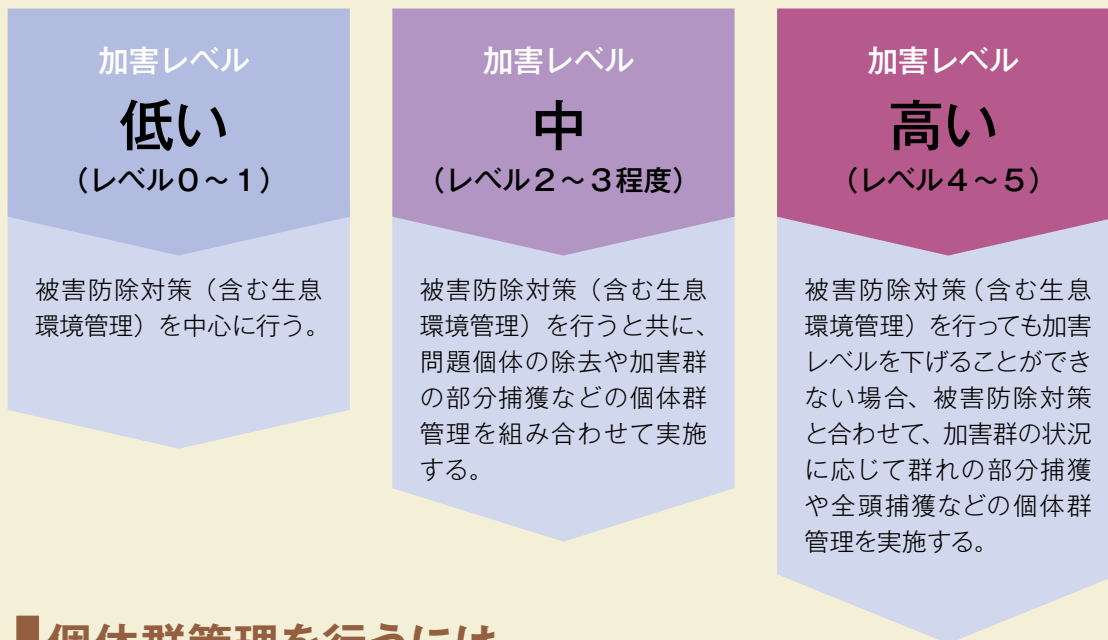 加害レベル
低い
（レベル０～１）
被害防除対策（含む生息
環境管理）を中心に行う。
加害レベル
中
（レベル２～３程度）
被害防除対策（含む生息
環境管理）を行うと共に、
問題個体の除去や加害群
の部分捕獲などの個体群
管理を組み合わせて実施
する。
加害レベル
高い
（レベル４～５）
被害防除対策（含む生息
環境管理）を行っても加害
レベルを下げることができ
ない場合、被害防除対策
と合わせて、加害群の状況
に応じて群れの部分捕獲
や全頭捕獲などの個体群
管理を実施する。
個体群管理を行うには